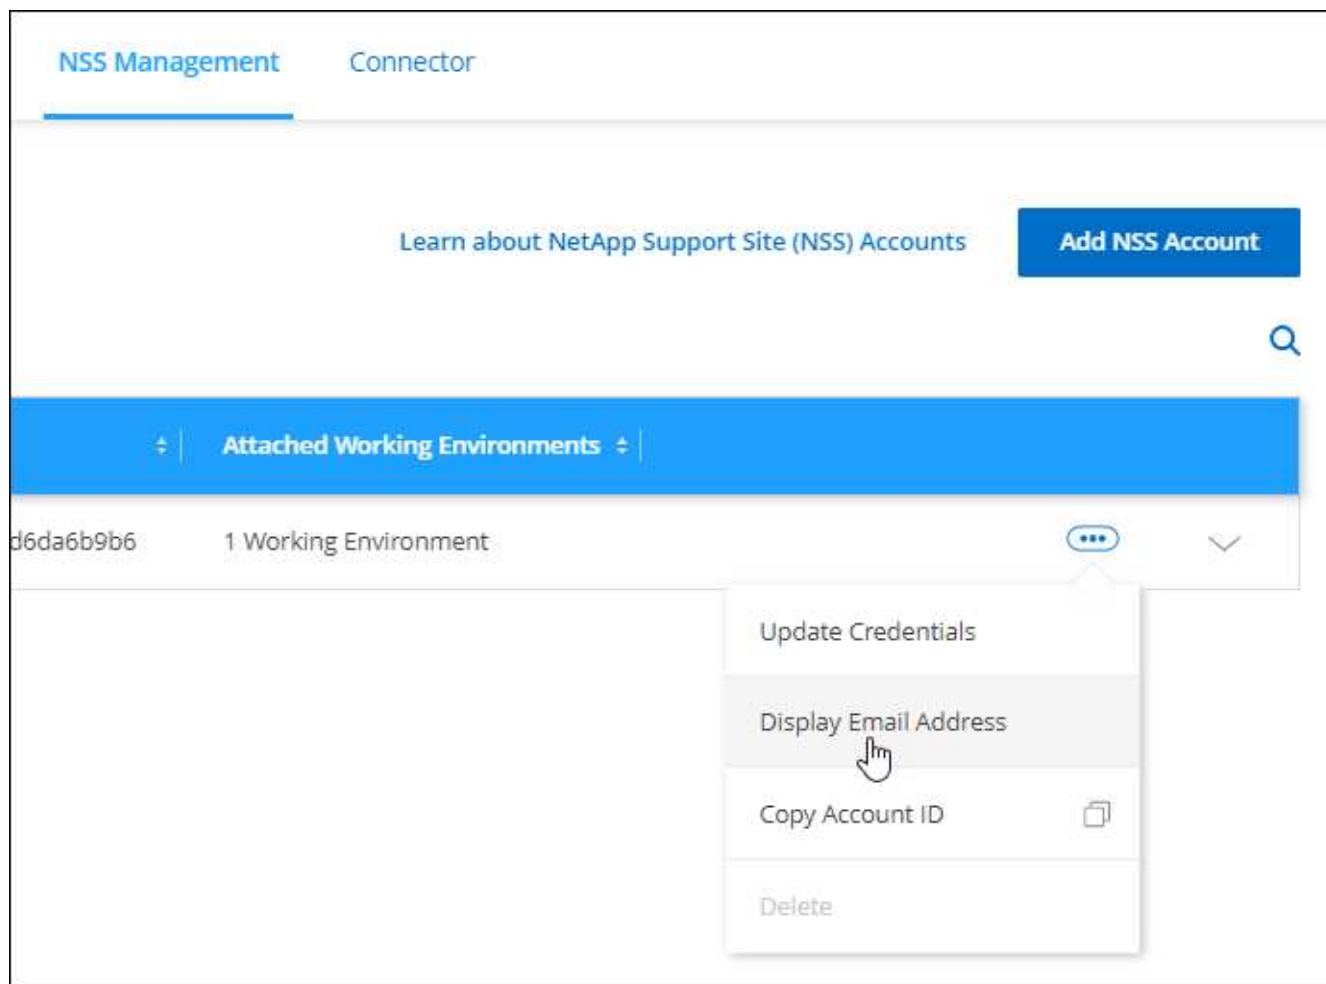 NSS Management Connector
Learn about NetApp Support Site (NSS) Accounts Add NSS Account
Attached Working Environments
d6da6b9b6 1 Working Environment
Update Credentials
Display Email Address
Copy Account ID
Delete